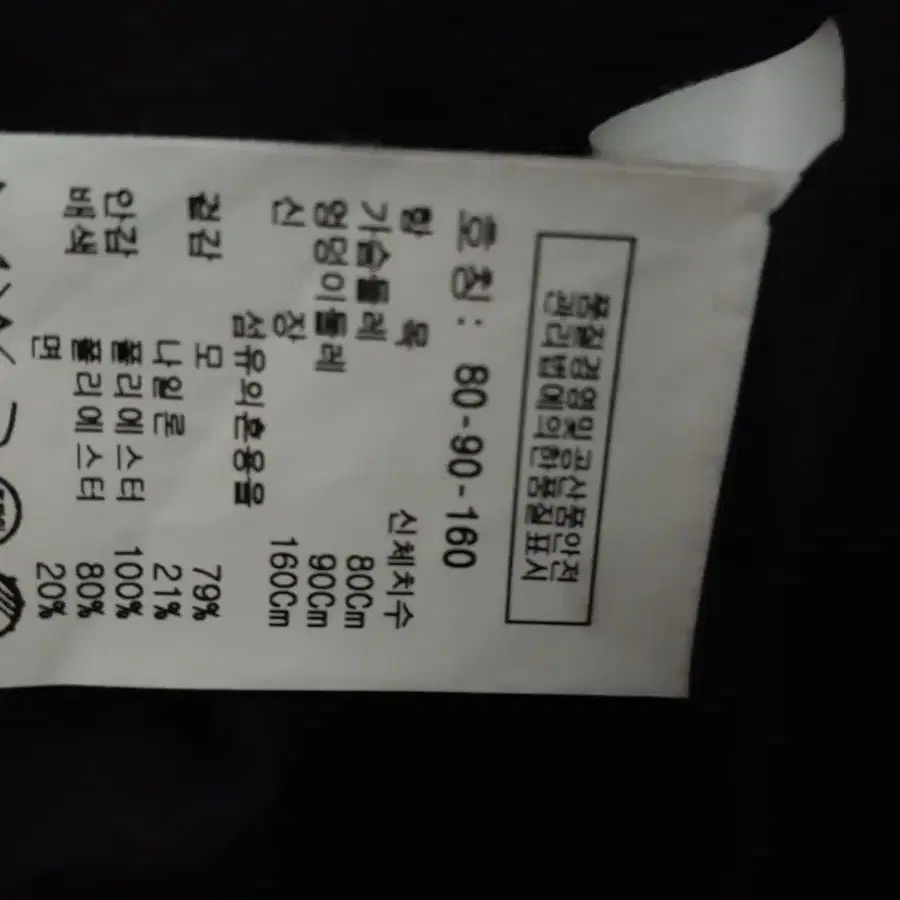 품질경영및공산품안전
관리법에의한품질표시
호칭: 80-90-160
항 목 신체치수
가슴둘레 80Cm
엉덩이둘레 90Cm
신 장 160Cm
섬유의혼용율
겉감 모 79%
나일론 21%
안감 폴리에스터 100%
배색 폴리에스터 80%
면 20%